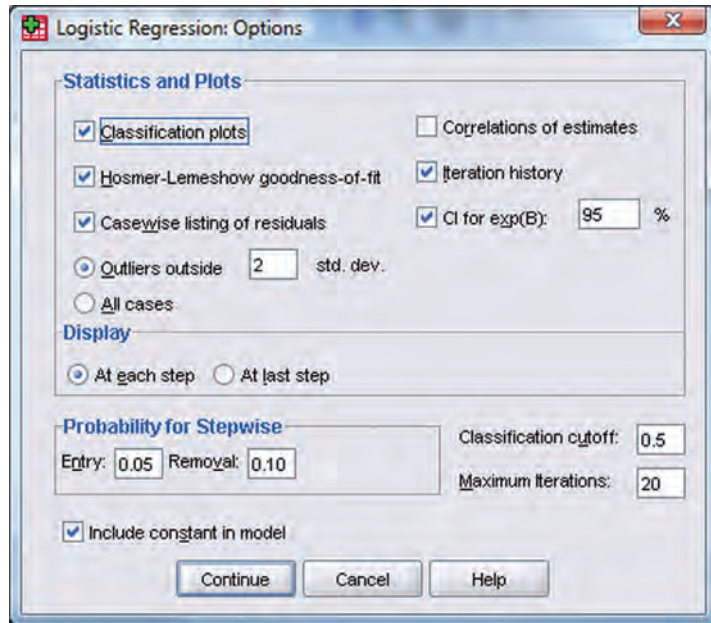 Logistic Regression: Options
X
Statistics and Plots
Classification plots
Correlations of estimates
Hosmer-Lemeshow goodness-of-fit
Iteration history
Casewise listing of residuals
CI for exp(B): 95 %
Outliers outside 2 std. dev.
All cases
Display
At each step At last step
Probability for Stepwise
Entry: 0.05 Removal: 0.10
Classification cutoff: 0.5
Maximum Iterations: 20
Include constant in model
Continue Cancel Help